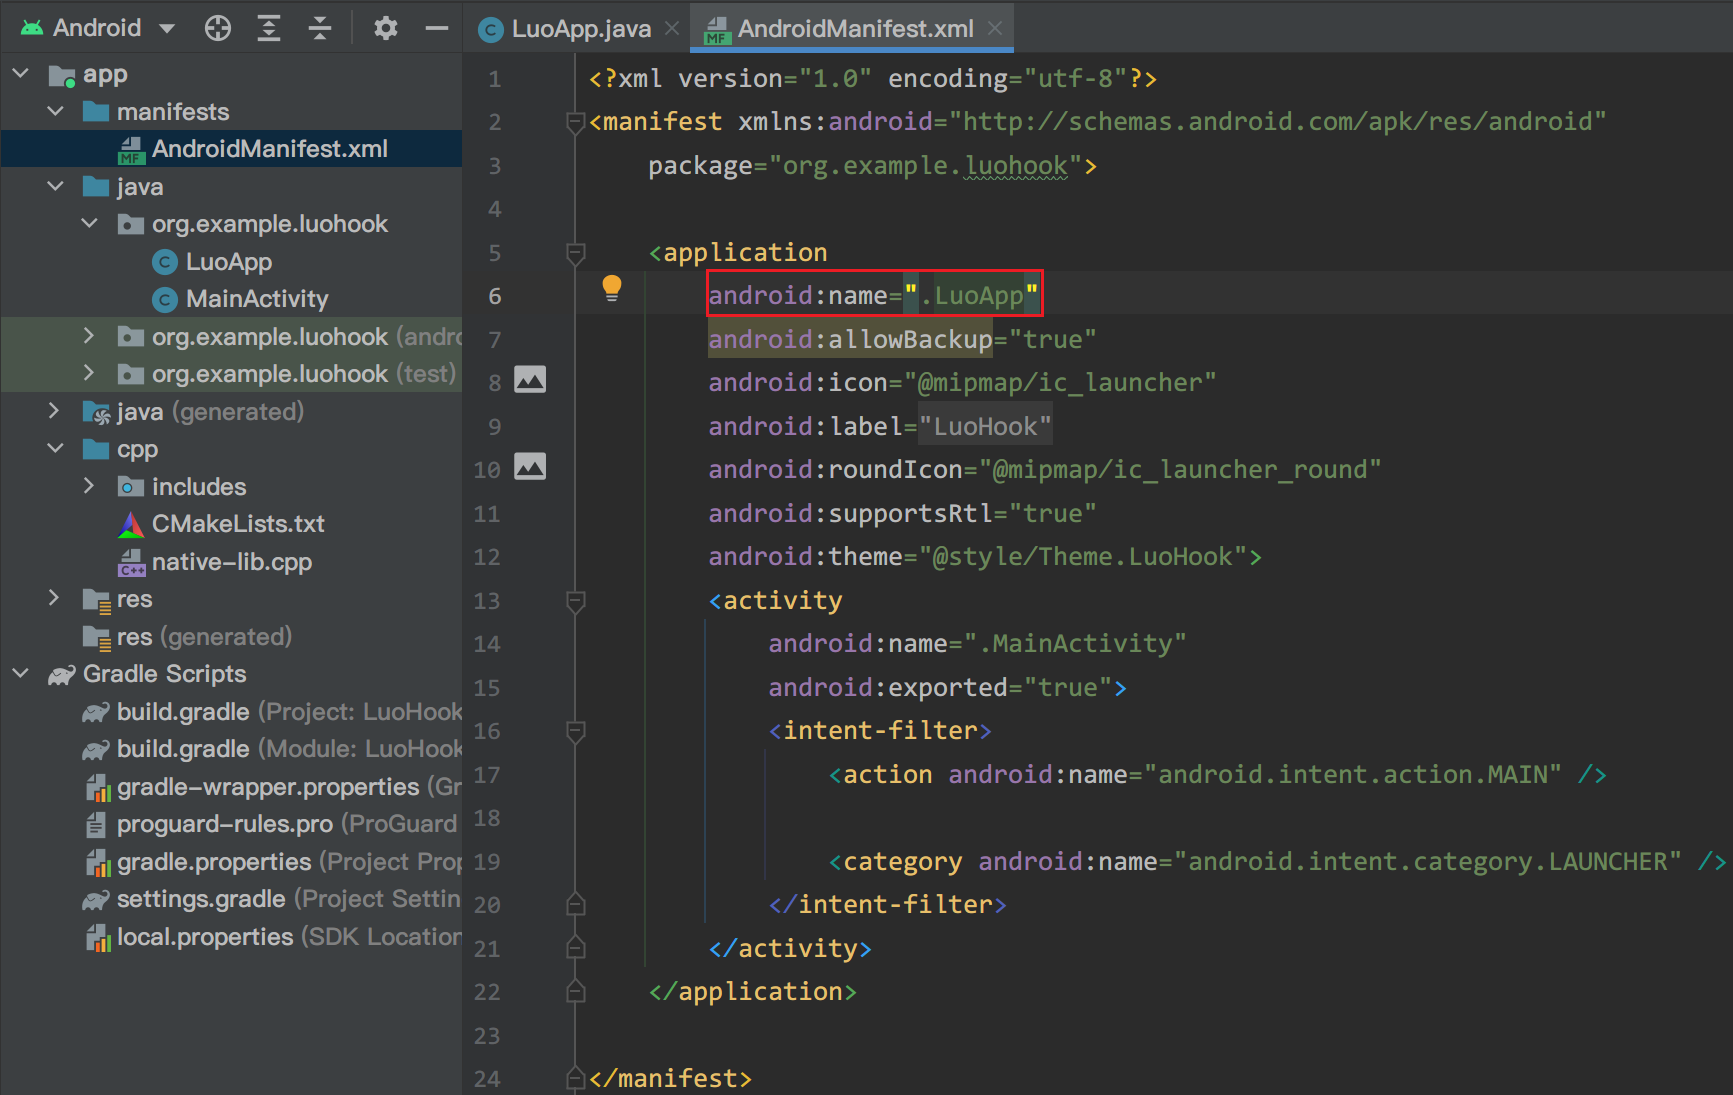 Android
app
manifests
AndroidManifest.xml
java
org.example.luohook
LuoApp
MainActivity
org.example.luohook (andro
org.example.luohook (test)
java (generated)
cpp
includes
CMakeLists.txt
native-lib.cpp
res
res (generated)
Gradle Scripts
build.gradle (Project: LuoHook
build.gradle (Module: LuoHook
gradle-wrapper.properties (Gr
proguard-rules.pro (ProGuard
gradle.properties (Project Prop
settings.gradle (Project Settin
local.properties (SDK Location
LuoApp.java
AndroidManifest.xml
1 <?xml version="1.0" encoding="utf-8"?>
2 <manifest xmlns:android="http://schemas.android.com/apk/res/android"
3 package="org.example.luohook">
4
5 <application
6 android:name=".LuoApp"
7 android:allowBackup="true"
8 android:icon="@mipmap/ic_launcher"
9 android:label="LuoHook"
10 android:roundIcon="@mipmap/ic_launcher_round"
11 android:supportsRtl="true"
12 android:theme="@style/Theme.LuoHook">
13 <activity
14 android:name=".MainActivity"
15 android:exported="true">
16 <intent-filter>
17 <action android:name="android.intent.action.MAIN" />
18
19 <category android:name="android.intent.category.LAUNCHER" />
20 </intent-filter>
21 </activity>
22 </application>
23
24 </manifest>